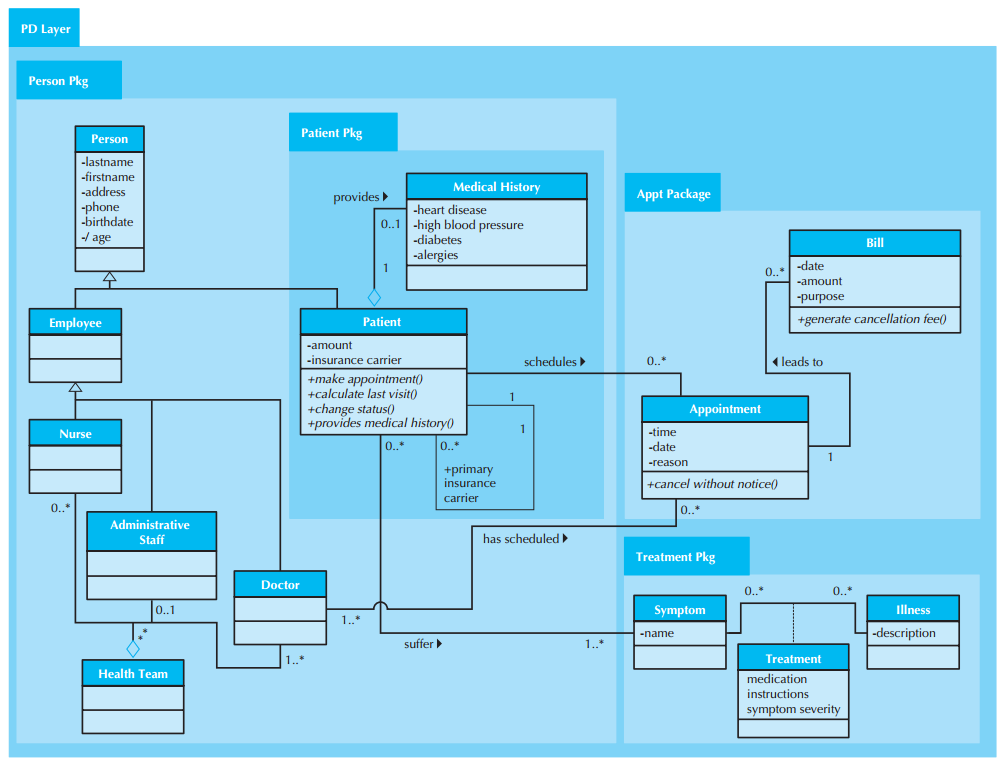 PD Layer
Person Pkg
Person
-lastname
-firstname
-address
-phone
-birthdate
-/ age
Patient Pkg
provides
Medical History
-heart disease
-high blood pressure
-diabetes
-alergies
0..1
1
Appt Package
Bill
-date
-amount
-purpose
+generate cancellation fee()
0..*
leads to
Employee
Patient
-amount
-insurance carrier
+make appointment()
+calculate last visit()
+change status()
+provides medical history()
schedules
0..*
1
1
0..*
0..*
+primary
insurance
carrier
Appointment
-time
-date
-reason
+cancel without notice()
1
0..*
Nurse
0..*
Administrative
Staff
0..1
has scheduled
Doctor
1..*
1..*
*
*
Health Team
suffer
1..*
Treatment Pkg
Symptom
-name
0..*
0..*
Illness
-description
Treatment
medication
instructions
symptom severity